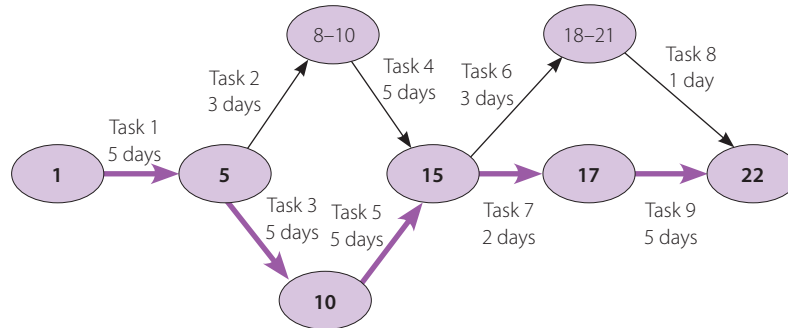 8–10
18–21
Task 2
3 days
Task 4
5 days
Task 6
3 days
Task 8
1 day
Task 1
5 days
1
5
15
17
22
Task 3
5 days
Task 5
5 days
Task 7
2 days
Task 9
5 days
10